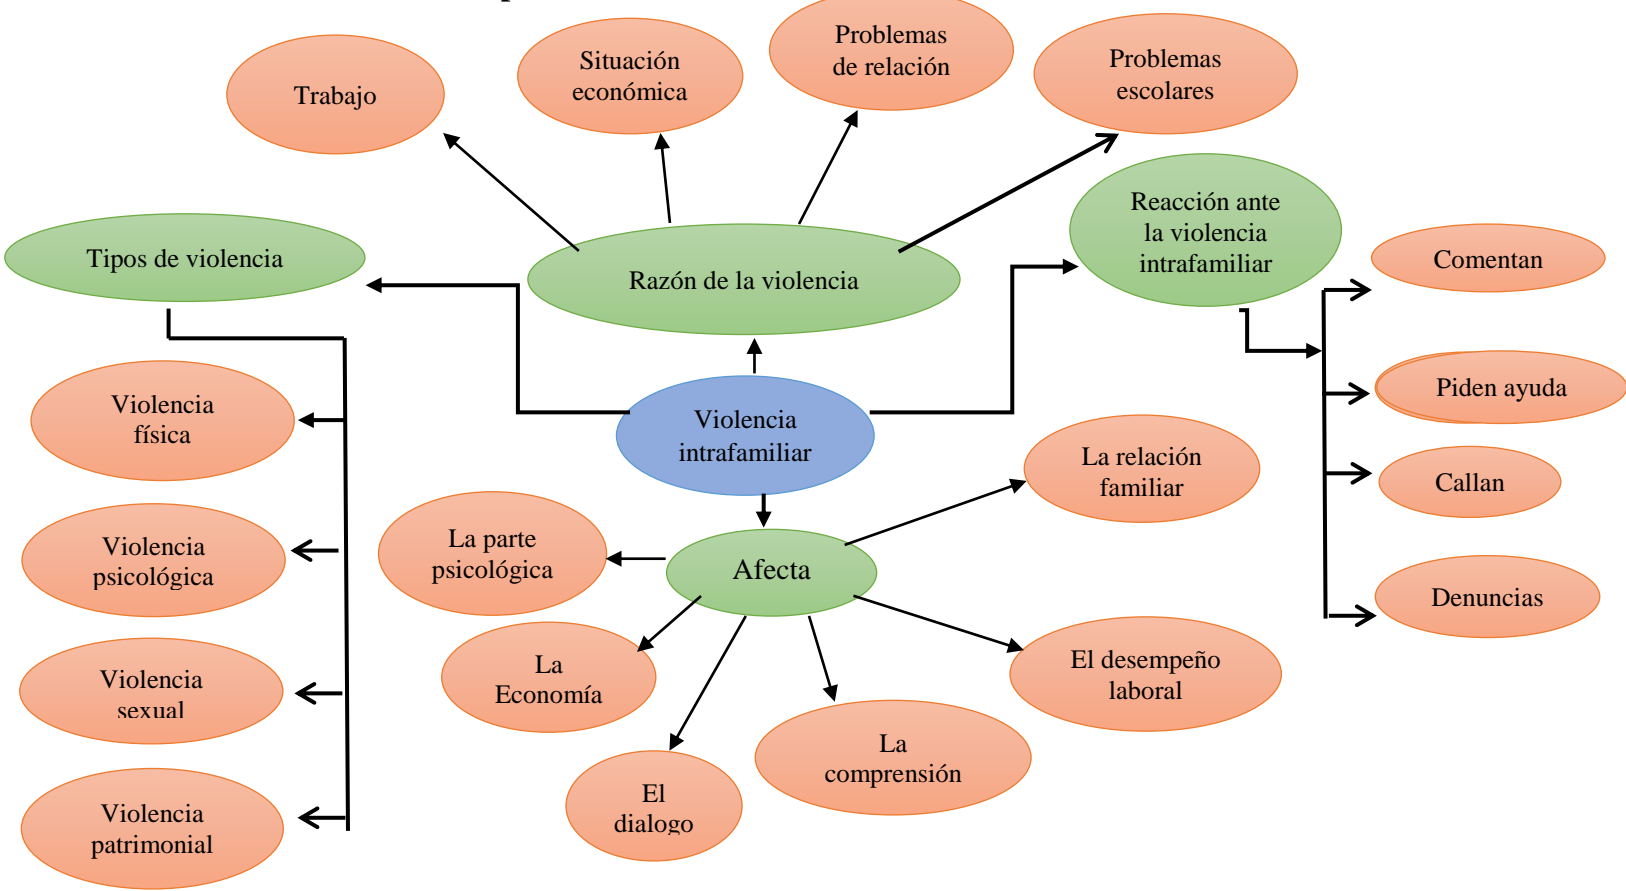 Trabajo
Situación
económica
Problemas
de relación
Problemas
escolares
Tipos de violencia
Razón de la violencia
Reacción ante
la violencia
intrafamiliar
Comentan
Piden ayuda
Callan
Denuncias
Violencia
intrafamiliar
Violencia
física
Violencia
psicológica
Violencia
sexual
Violencia
patrimonial
Afecta
La relación
familiar
La parte
psicológica
La
Economía
El
dialogo
La
comprensión
El desempeño
laboral